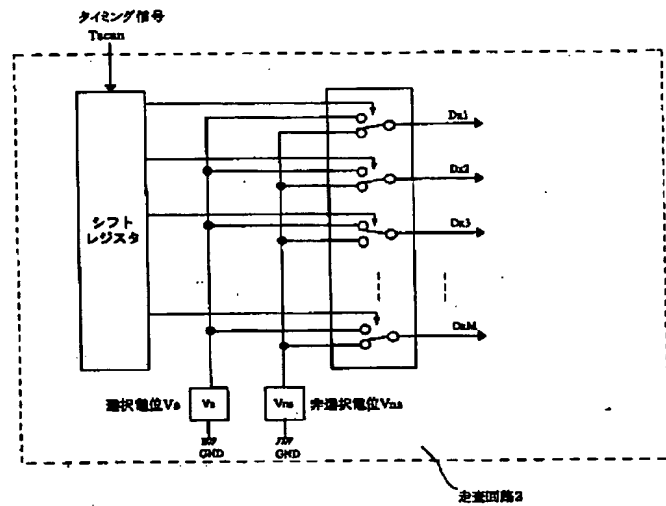 タイミング信号
Tscan
シフト
レジスタ
Dx1
Dx2
Dx3
DxM
選択電位Vs
Vs
Vns
非選択電位Vns
GND
GND
走査回路2